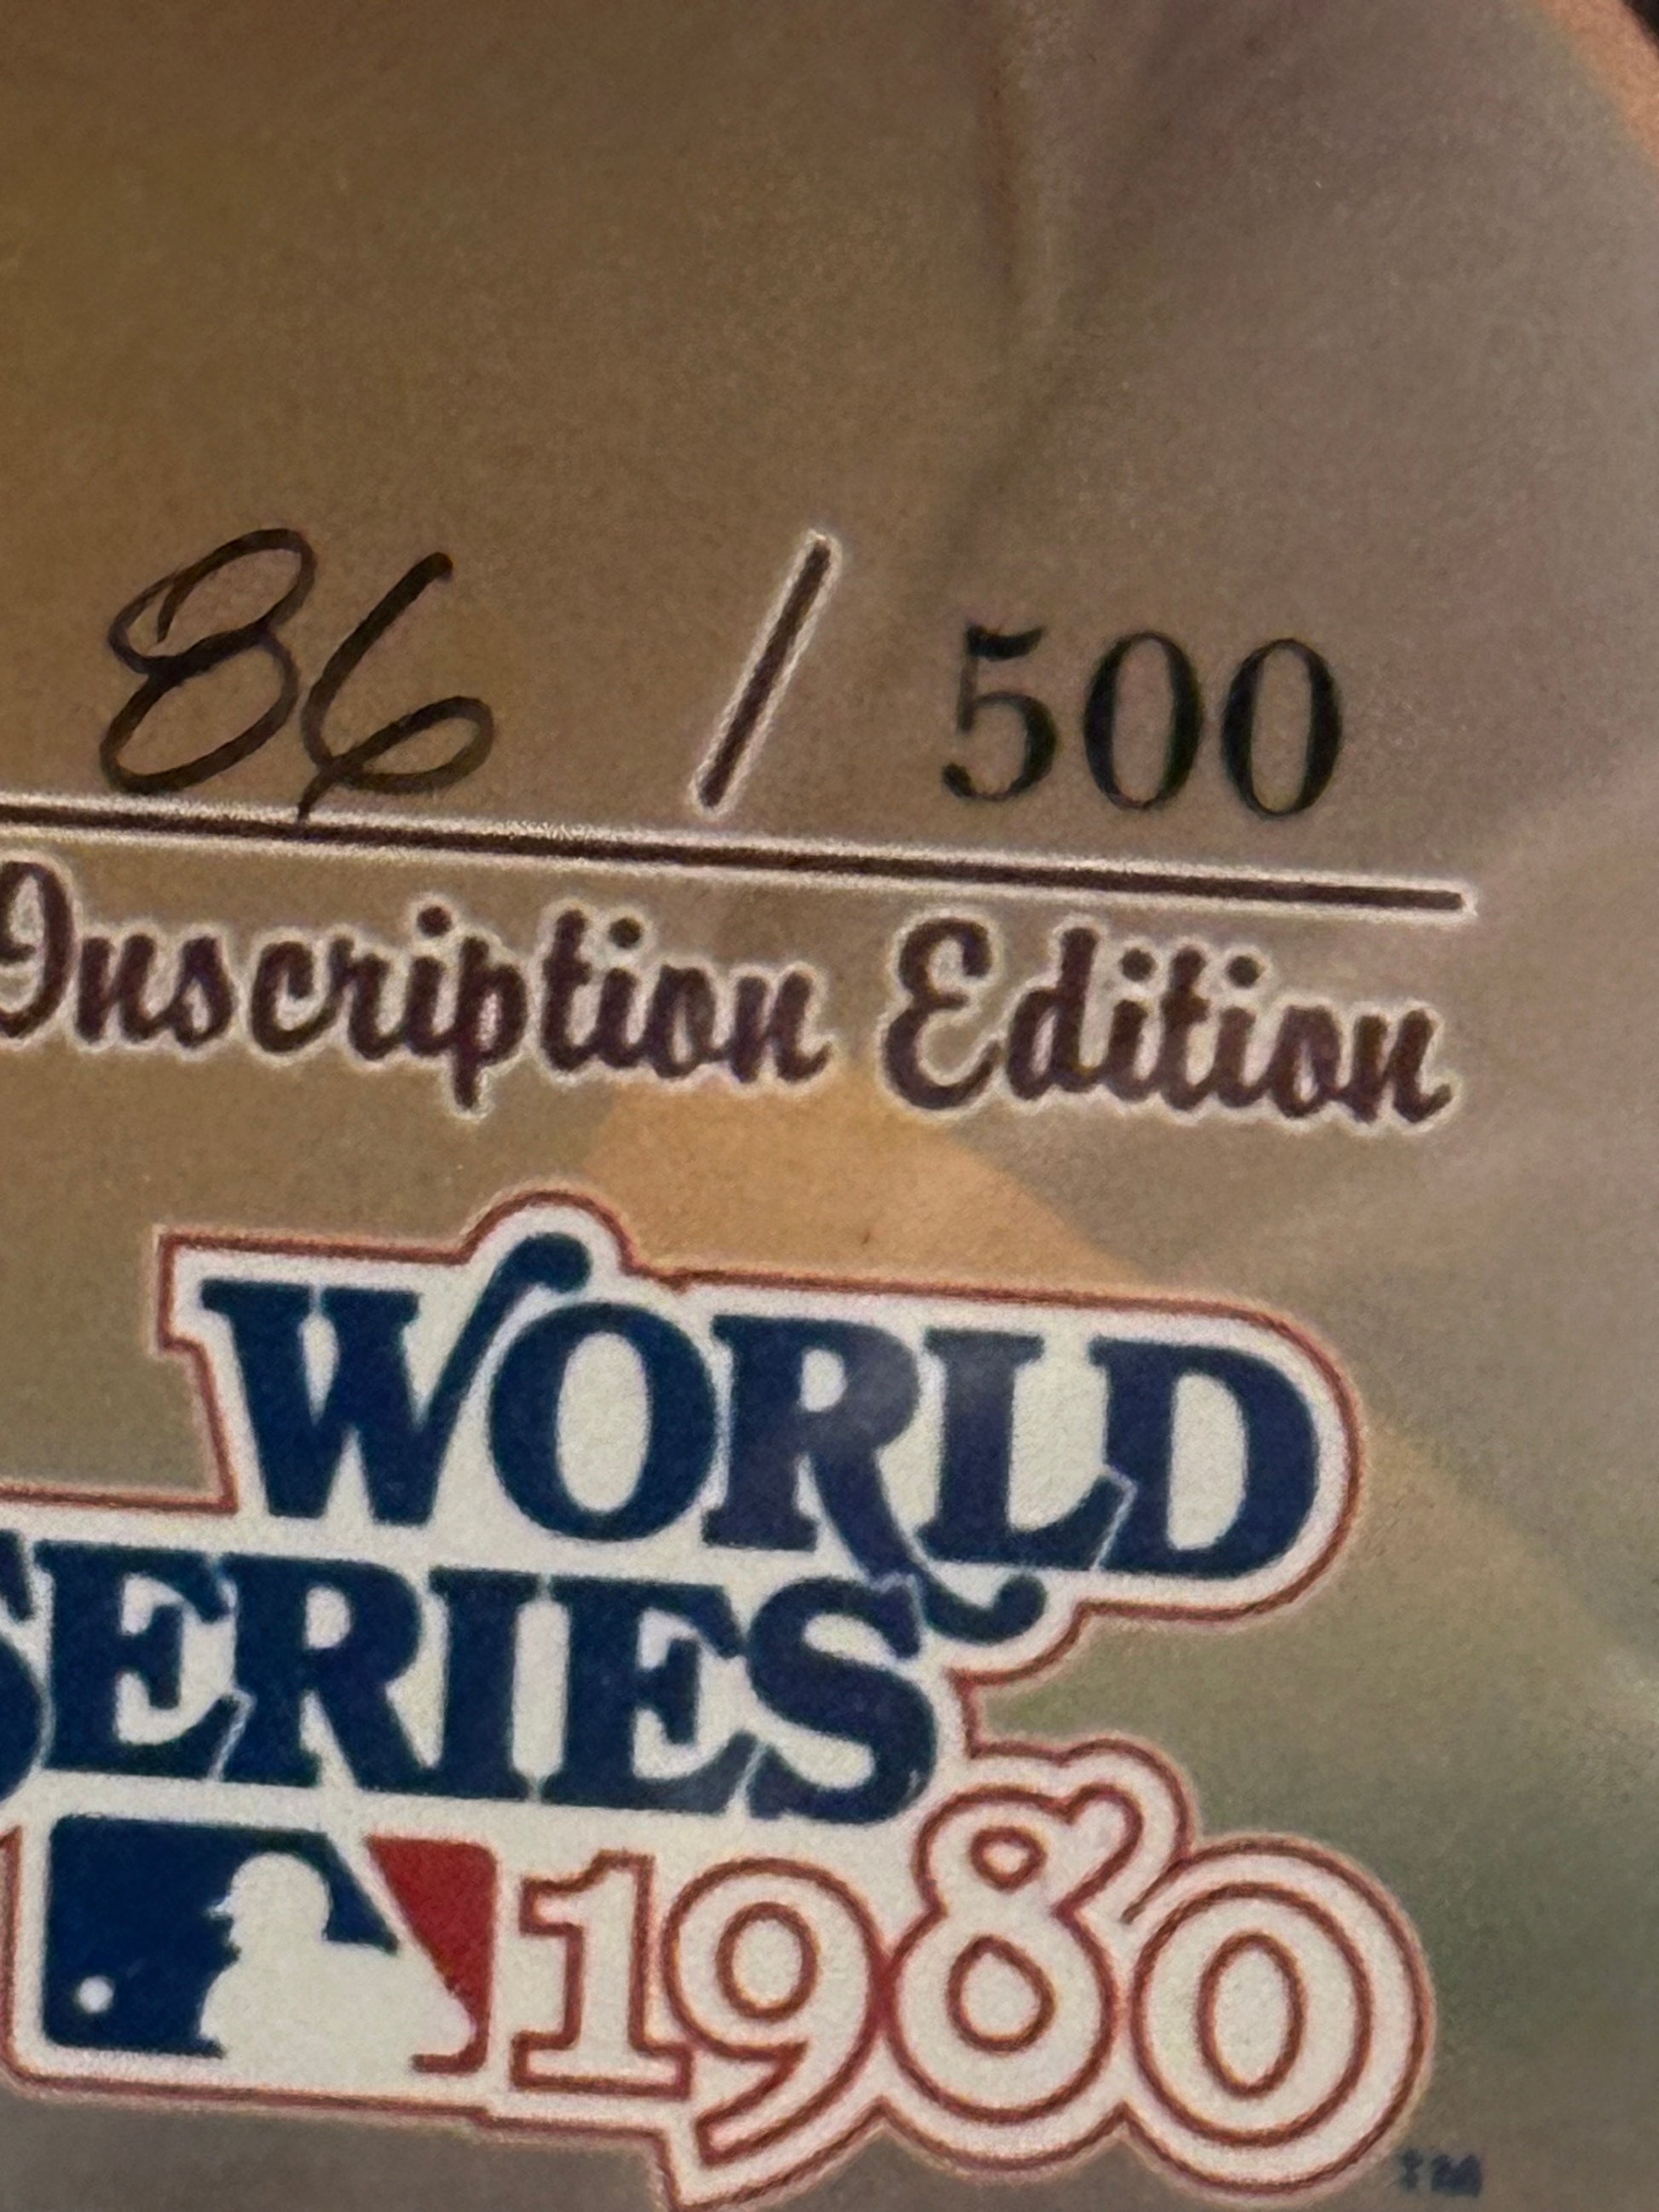 86 / 500
Inscription Edition
WORLD
SERIES
1980